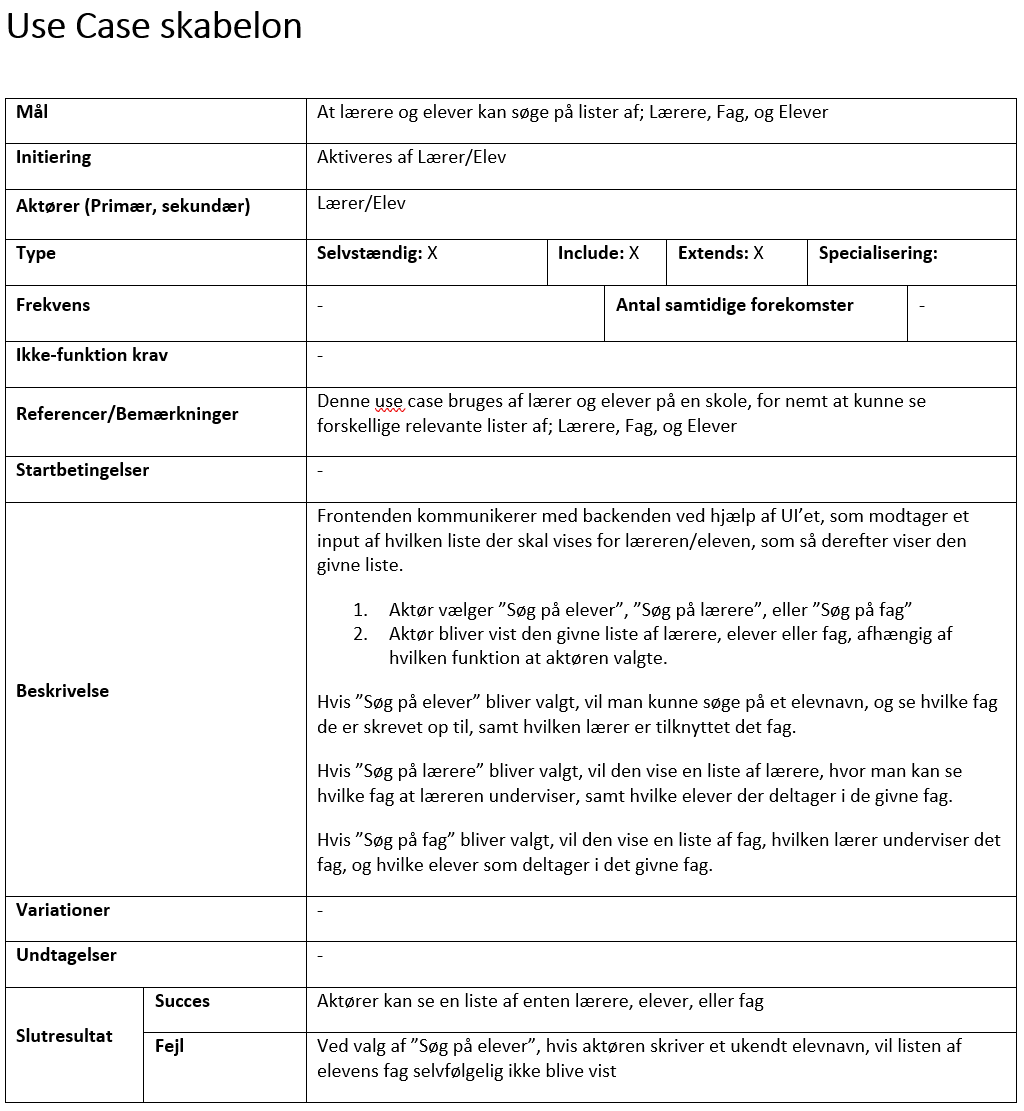 Use Case skabelon
Mål
At lærere og elever kan søge på lister af; Lærere, Fag, og Elever
Initiering
Aktiveres af Lærer/Elev
Aktører (Primær, sekundær)
Lærer/Elev
Type
Selvstændig: X
Include: X
Extends: X
Specialisering:
Frekvens
-
Antal samtidige forekomster
-
Ikke-funktion krav
-
Referencer/Bemærkninger
Denne use case bruges af lærer og elever på en skole, for nemt at kunne se
forskellige relevante lister af; Lærere, Fag, og Elever
Startbetingelser
-
Beskrivelse
Frontenden kommunikerer med backenden ved hjælp af UI’et, som modtager et
input af hvilken liste der skal vises for læreren/eleven, som så derefter viser den
givne liste.
1. Aktør vælger ”Søg på elever”, ”Søg på lærere”, eller ”Søg på fag”
2. Aktør bliver vist den givne liste af lærere, elever eller fag, afhængig af
hvilken funktion at aktøren valgte.
Hvis ”Søg på elever” bliver valgt, vil man kunne søge på et elevnavn, og se hvilke fag
de er skrevet op til, samt hvilken lærer er tilknyttet det fag.
Hvis ”Søg på lærere” bliver valgt, vil den vise en liste af lærere, hvor man kan se
hvilke fag at læreren underviser, samt hvilke elever der deltager i de givne fag.
Hvis ”Søg på fag” bliver valgt, vil den vise en liste af fag, hvilken lærer underviser det
fag, og hvilke elever som deltager i det givne fag.
Variationer
-
Undtagelser
-
Slutresultat
Succes
Aktører kan se en liste af enten lærere, elever, eller fag
Fejl
Ved valg af ”Søg på elever”, hvis aktøren skriver et ukendt elevnavn, vil listen af
elevens fag selvfølgelig ikke blive vist